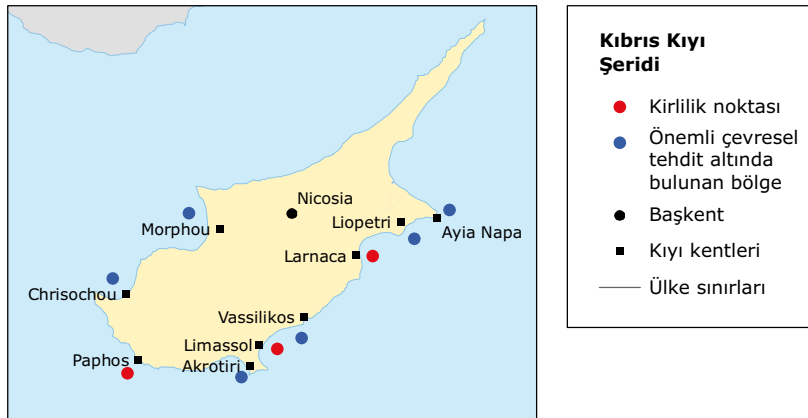 Nicosia
Morphou
Liopetri
Ayia Napa
Larnaca
Chrisochou
Vassilikos
Limassol
Paphos
Akrotiri
Kıbrıs Kıyı
Şeridi
Kirlilik noktası
Önemli çevresel
tehdit altında
bulunan bölge
Başkent
Kıyı kentleri
Ülke sınırları